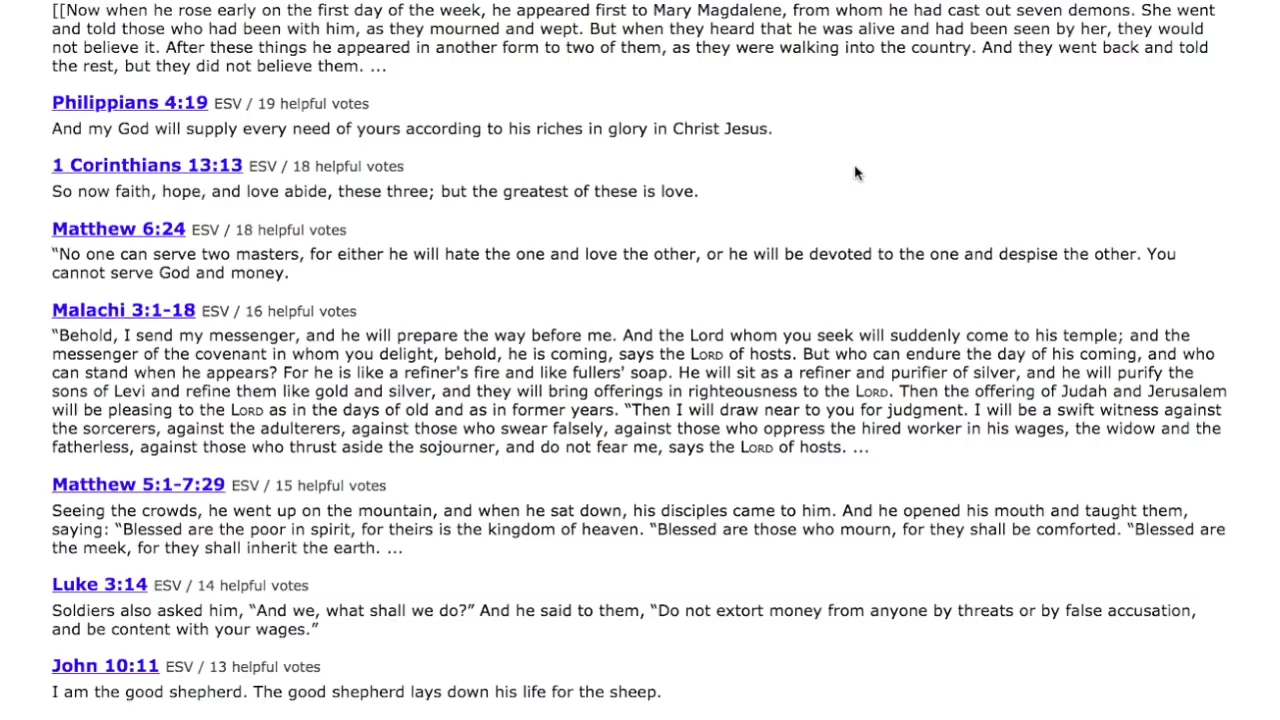 [[Now when he rose early on the first day of the week, he appeared first to Mary Magdalene, from whom he had cast out seven demons. She went
and told those who had been with him, as they mourned and wept. But when they heard that he was alive and had been seen by her, they would
not believe it. After these things he appeared in another form to two of them, as they were walking into the country. And they went back and told
the rest, but they did not believe them. ...
Philippians 4:19 ESV / 19 helpful votes
And my God will supply every need of yours according to his riches in glory in Christ Jesus.
1 Corinthians 13:13 ESV / 18 helpful votes
So now faith, hope, and love abide, these three; but the greatest of these is love.
Matthew 6:24 ESV / 18 helpful votes
“No one can serve two masters, for either he will hate the one and love the other, or he will be devoted to the one and despise the other. You
cannot serve God and money.
Malachi 3:1-18 ESV / 16 helpful votes
“Behold, I send my messenger, and he will prepare the way before me. And the Lord whom you seek will suddenly come to his temple; and the
messenger of the covenant in whom you delight, behold, he is coming, says the LORD of hosts. But who can endure the day of his coming, and who
can stand when he appears? For he is like a refiner's fire and like fullers' soap. He will sit as a refiner and purifier of silver, and he will purify the
sons of Levi and refine them like gold and silver, and they will bring offerings in righteousness to the LORD. Then the offering of Judah and Jerusalem
will be pleasing to the LORD as in the days of old and as in former years. “Then I will draw near to you for judgment. I will be a swift witness against
the sorcerers, against the adulterers, against those who swear falsely, against those who oppress the hired worker in his wages, the widow and the
fatherless, against those who thrust aside the sojourner, and do not fear me, says the LORD of hosts. ...
Matthew 5:1-7:29 ESV / 15 helpful votes
Seeing the crowds, he went up on the mountain, and when he sat down, his disciples came to him. And he opened his mouth and taught them,
saying: “Blessed are the poor in spirit, for theirs is the kingdom of heaven. “Blessed are those who mourn, for they shall be comforted. “Blessed are
the meek, for they shall inherit the earth. ...
Luke 3:14 ESV / 14 helpful votes
Soldiers also asked him, “And we, what shall we do?” And he said to them, “Do not extort money from anyone by threats or by false accusation,
and be content with your wages.”
John 10:11 ESV / 13 helpful votes
I am the good shepherd. The good shepherd lays down his life for the sheep.